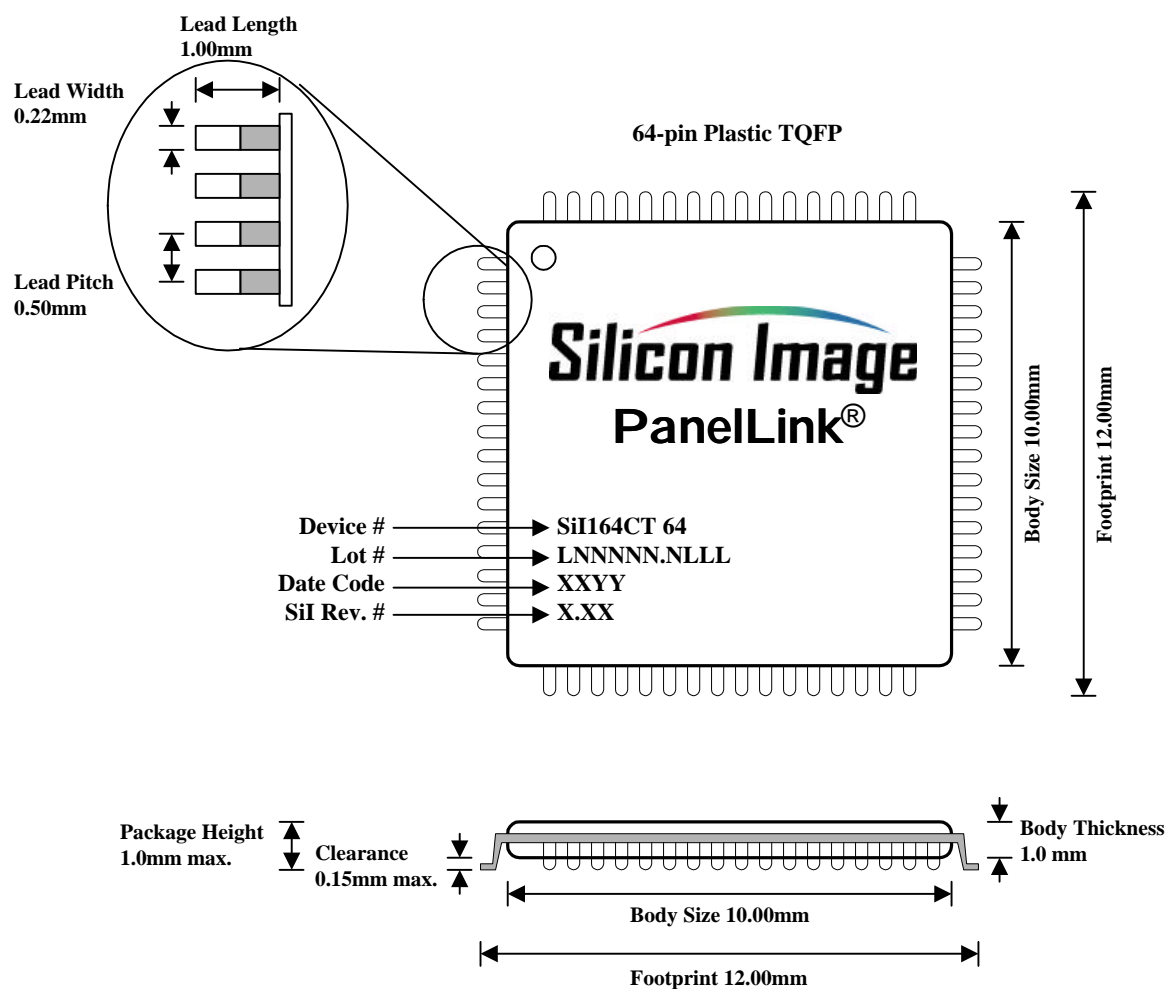 Lead Length
1.00mm
Lead Width
0.22mm
64-pin Plastic TQFP
Lead Pitch
0.50mm
Silicon Image
PanelLink®
Body Size 10.00mm
Footprint 12.00mm
Device # SiI164CT 64
Lot # LNNNNN.NLLL
Date Code XXYY
SiI Rev. # X.XX
Package Height
1.0mm max.
Clearance
0.15mm max.
Body Thickness
1.0 mm
Body Size 10.00mm
Footprint 12.00mm